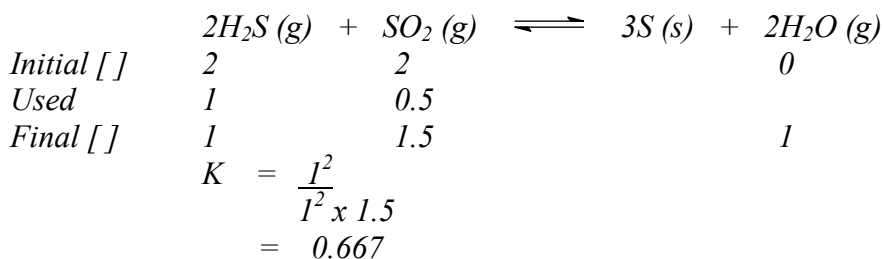 2H₂S (g) + SO₂ (g) ⇌ 3S (s) + 2H₂O (g)
Initial [ ] 2 2 0
Used 1 0.5
Final [ ] 1 1.5 1
K = 1²
1² x 1.5
= 0.667